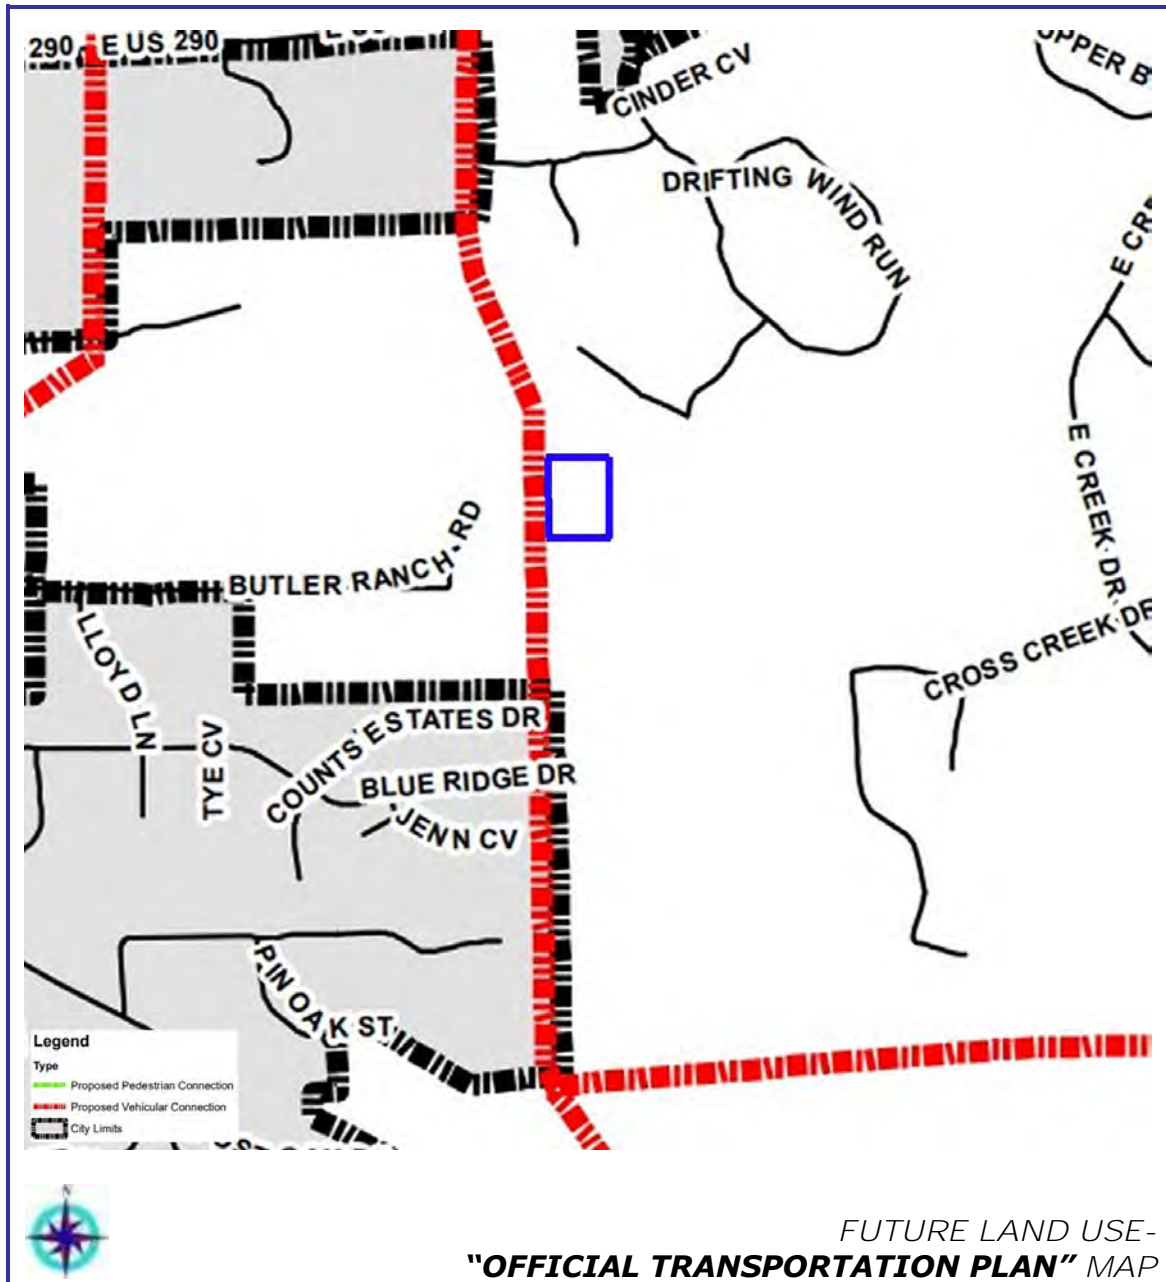 290
E US 290
CINDER CV
UPPER B
DRIFTING WIND RUN
E CRE
E CREEK DR
BUTLER RANCH RD
LLOYD LN
CROSS CREEK DR
TYE CV
COUNTS ESTATES DR
BLUE RIDGE DR
JENN CV
PIN OAK ST
Legend
Type
Proposed Pedestrian Connection
Proposed Vehicular Connection
City Limits
N
FUTURE LAND USE-
“OFFICIAL TRANSPORTATION PLAN” MAP